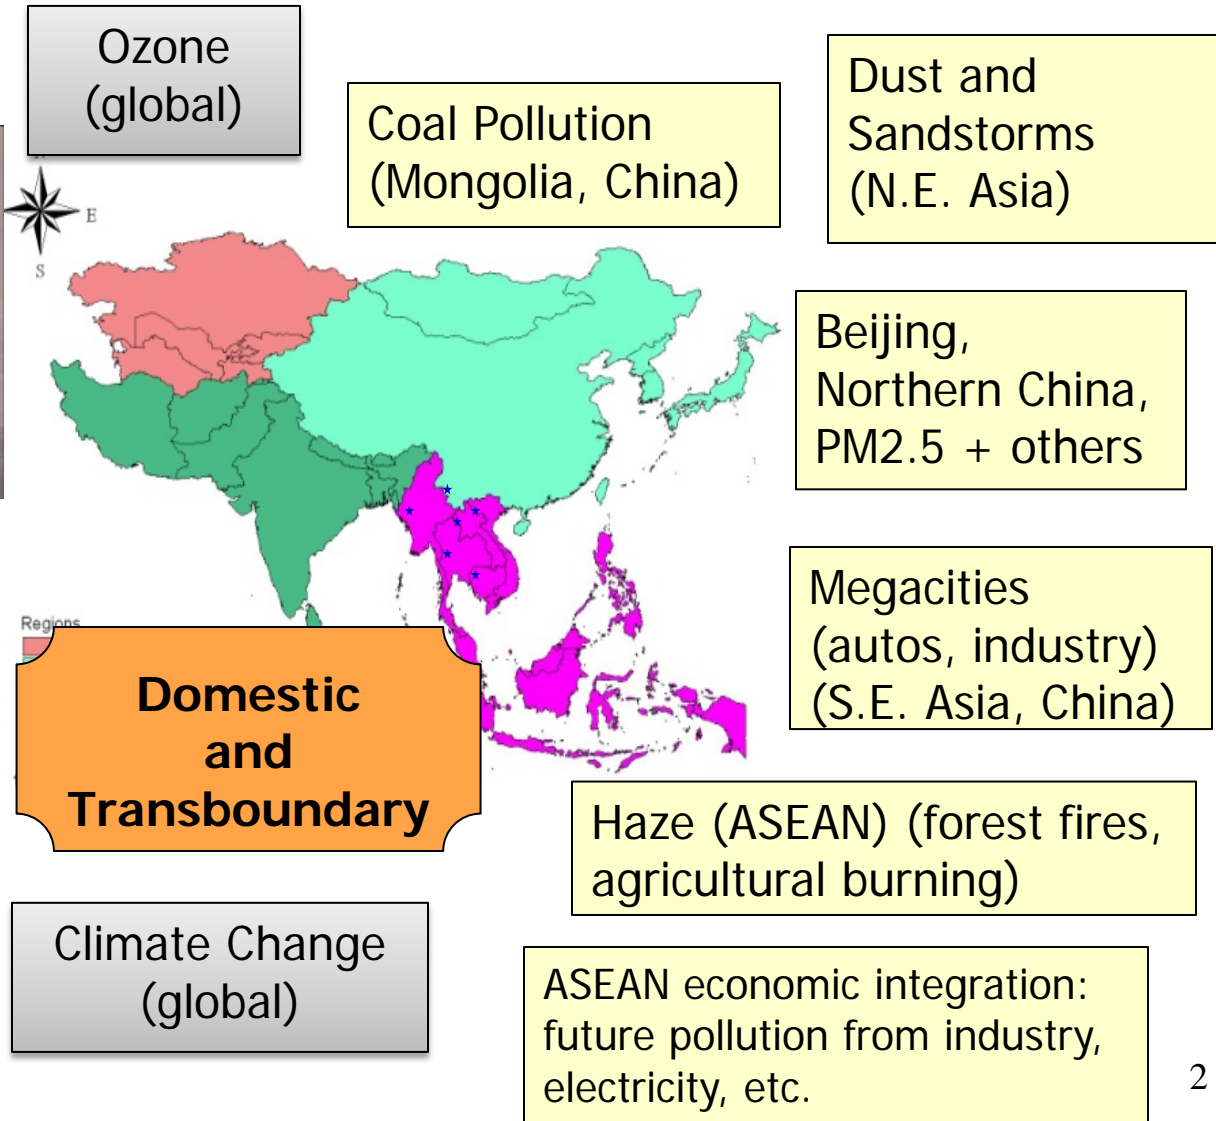 Ozone
(global)
Coal Pollution
(Mongolia, China)
Dust and
Sandstorms
(N.E. Asia)
E
S
Beijing,
Northern China,
PM2.5 + others
Megacities
(autos, industry)
(S.E. Asia, China)
Regions
Domestic
and
Transboundary
Haze (ASEAN) (forest fires,
agricultural burning)
Climate Change
(global)
ASEAN economic integration:
future pollution from industry,
electricity, etc.
2